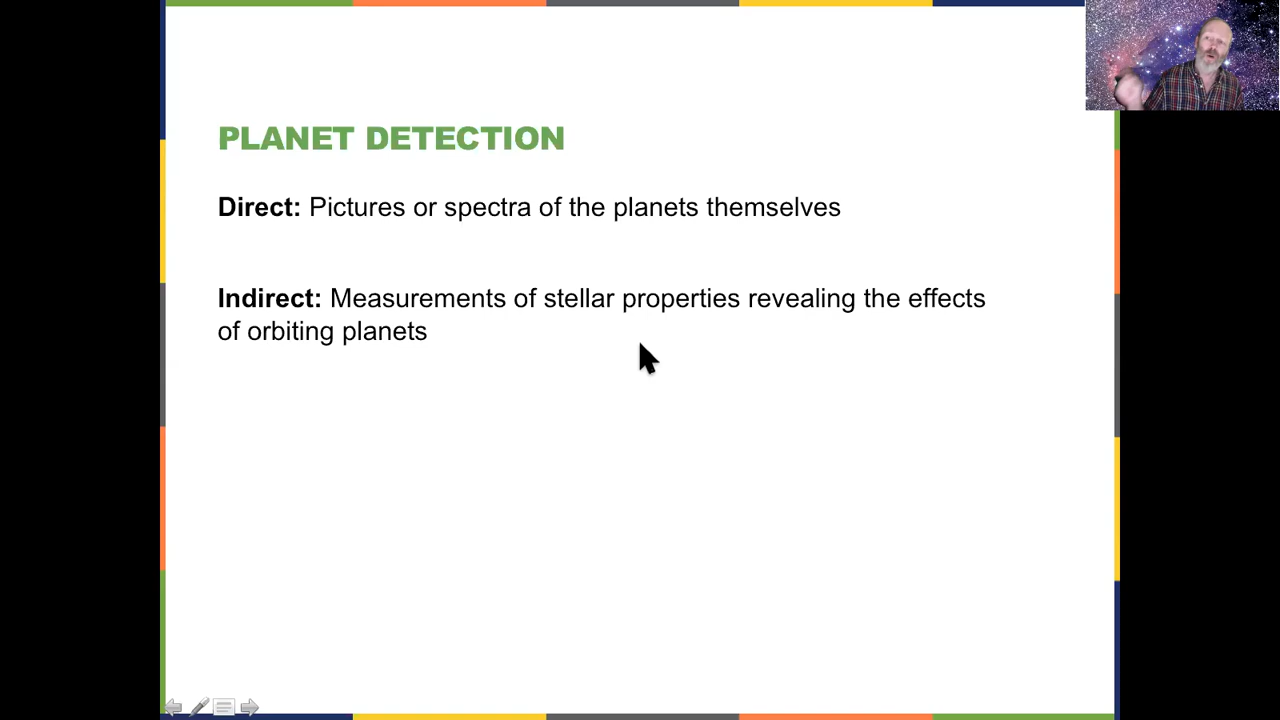 PLANET DETECTION
Direct: Pictures or spectra of the planets themselves
Indirect: Measurements of stellar properties revealing the effects
of orbiting planets